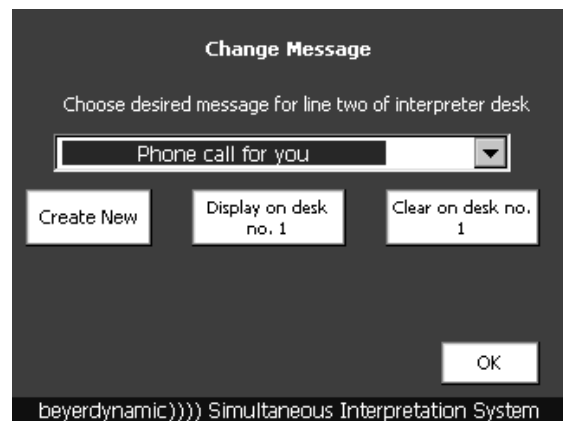 Change Message
Choose desired message for line two of interpreter desk
Phone call for you
Create New
Display on desk
no. 1
Clear on desk no.
1
OK
beyerdynamic)))) Simultaneous Interpretation System